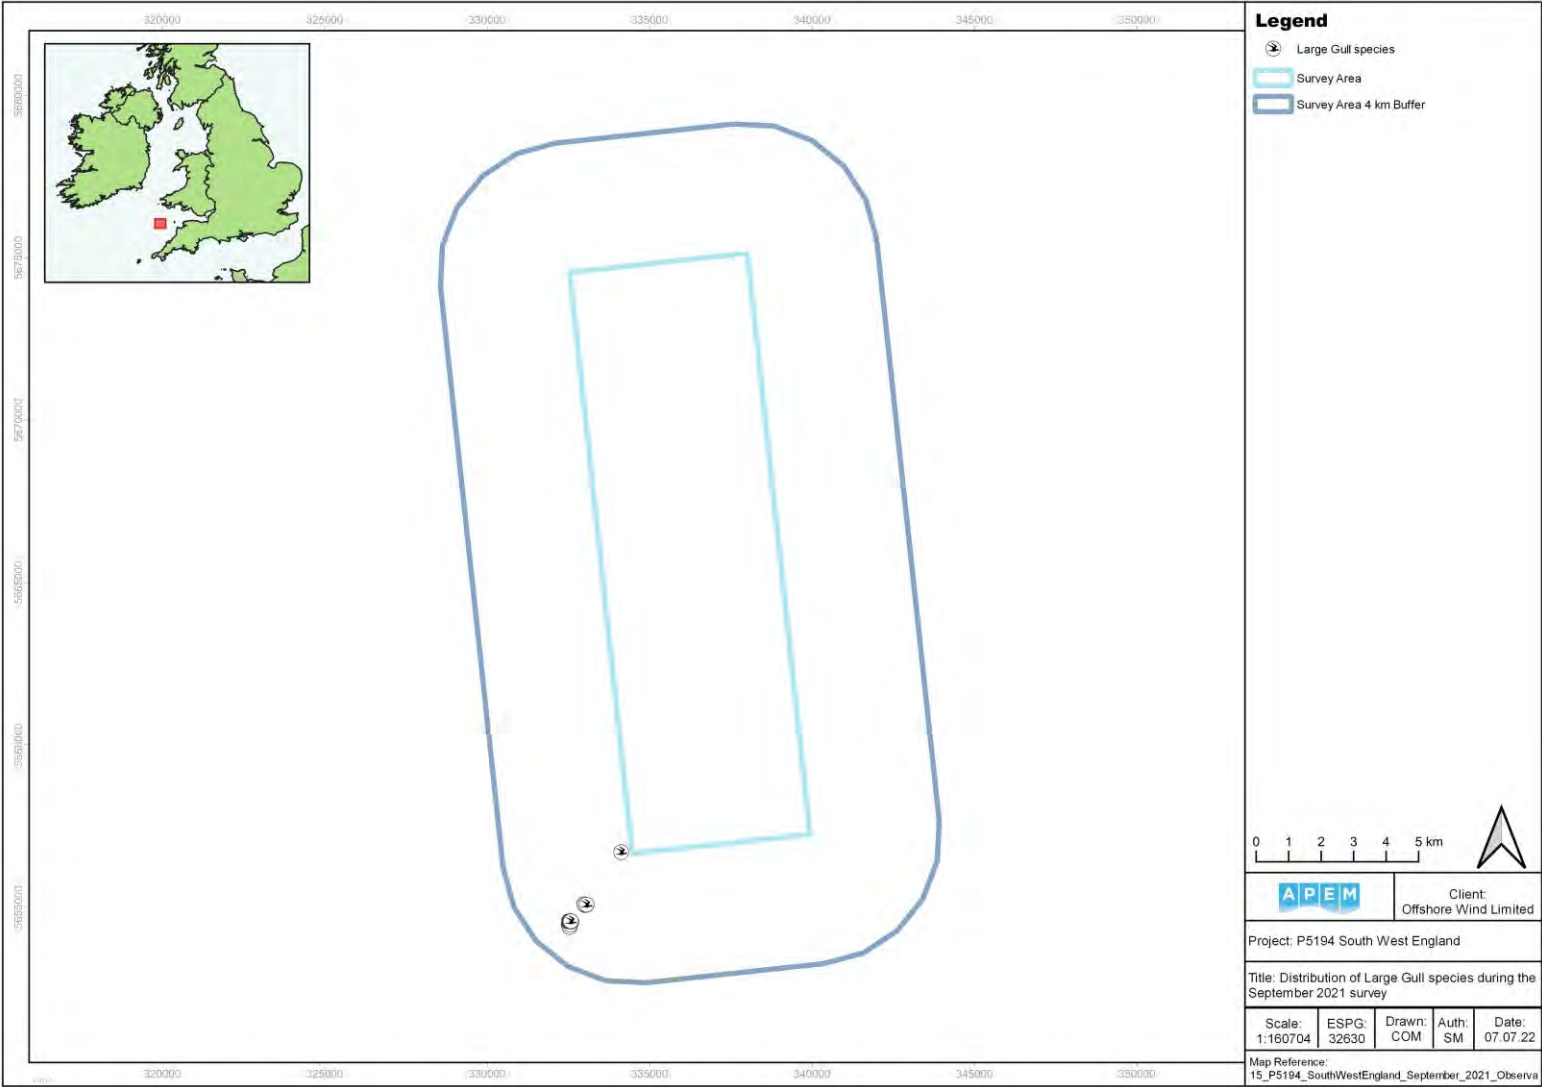 320000 325000 330000 335000 340000 345000 350000
5680000
5675000
5670000
5665000
5660000
5655000
320000 325000 330000 335000 340000 345000 350000
Legend
Large Gull species
Survey Area
Survey Area 4 km Buffer
0 1 2 3 4 5 km
APEM
Client:
Offshore Wind Limited
Project: P5194 South West England
Title: Distribution of Large Gull species during the
September 2021 survey
Scale:
1:160704
ESPG:
32630
Drawn:
COM
Auth:
SM
Date:
07.07.22
Map Reference:
15_P5194_SouthWestEngland_September_2021_Observa